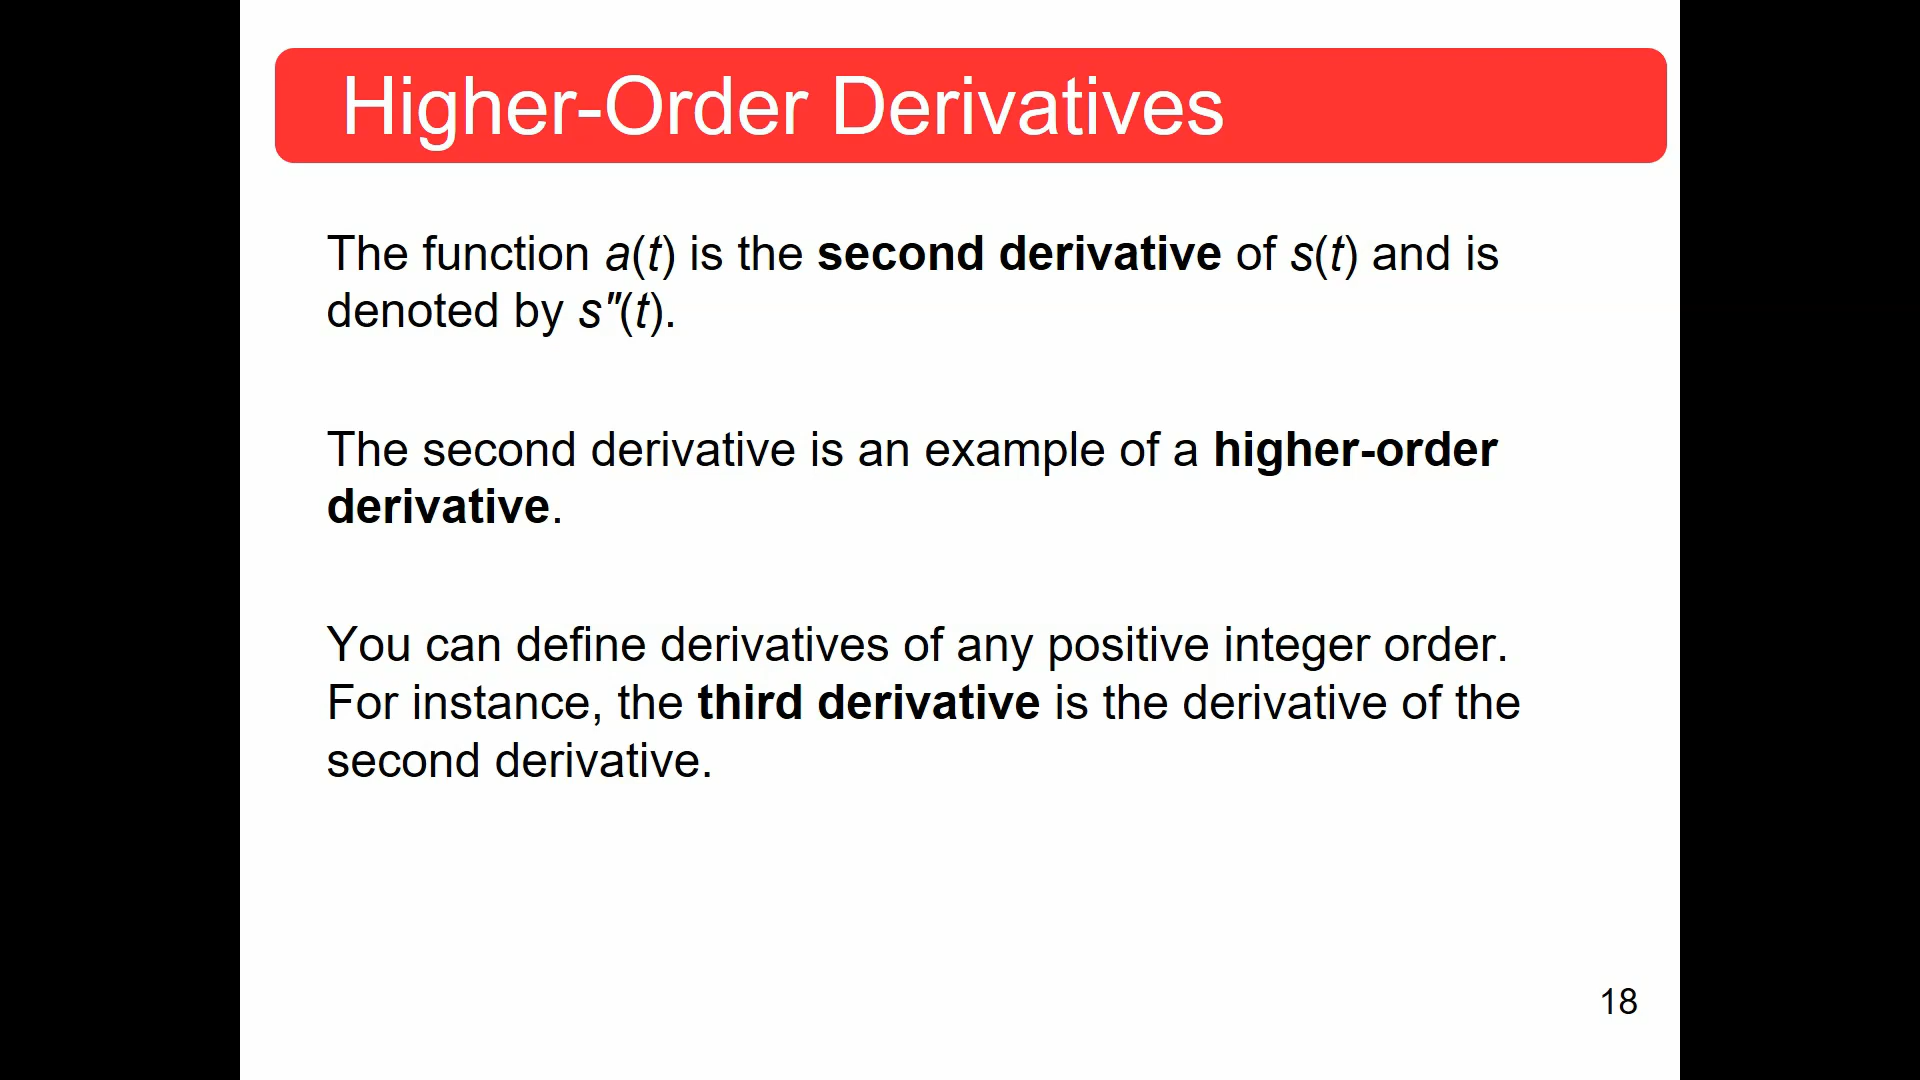 Higher-Order Derivatives
The function a(t) is the second derivative of s(t) and is
denoted by s″(t).
The second derivative is an example of a higher-order
derivative.
You can define derivatives of any positive integer order.
For instance, the third derivative is the derivative of the
second derivative.
18